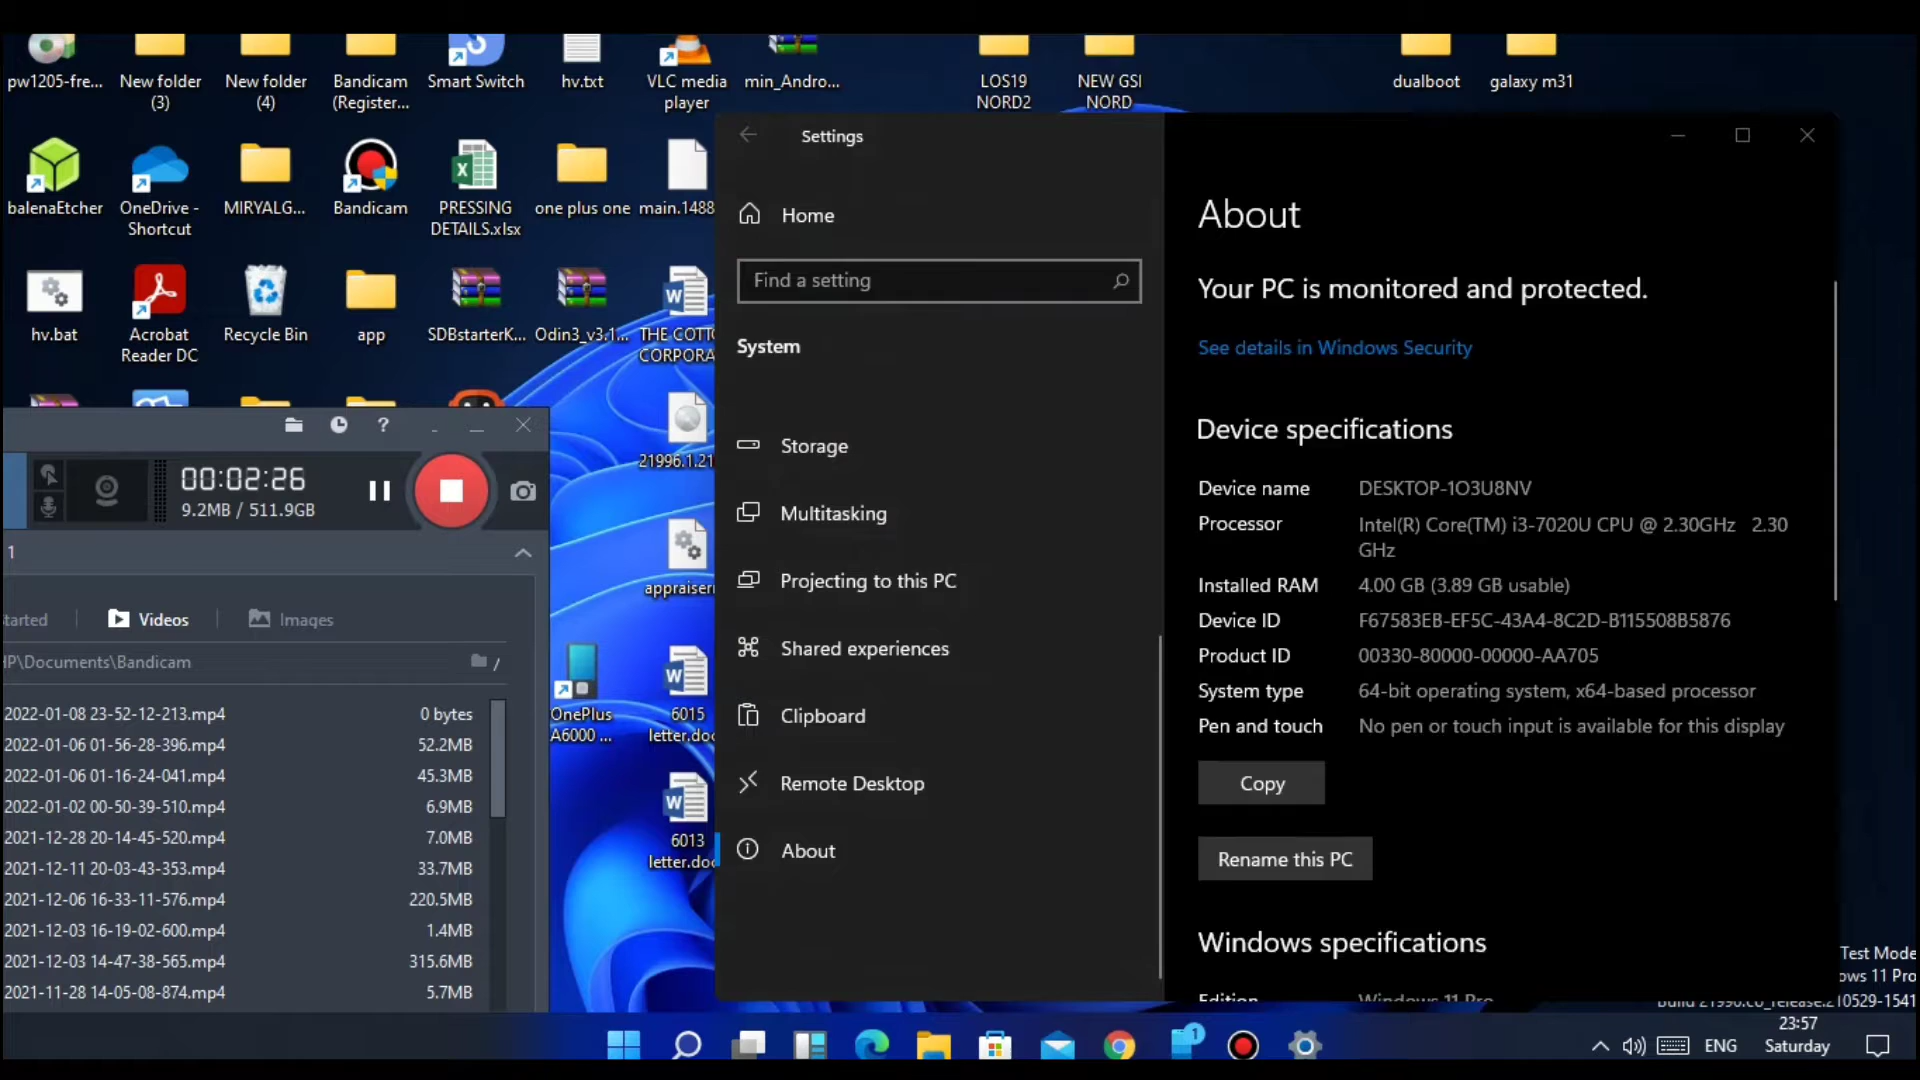 pw1205-fre...
New folder
(3)
New folder
(4)
Bandicam
(Register...
Smart Switch
hv.txt
VLC media
player
min_Andro...
LOS19
NORD2
NEW GSI
NORD
dualboot
galaxy m31
balenaEtcher
OneDrive -
Shortcut
MIRYALG...
Bandicam
PRESSING
DETAILS.xlsx
one plus one
main.1488
hv.bat
Acrobat
Reader DC
Recycle Bin
app
SDBstarterK...
Odin3_v3.1...
THE COTT
CORPORA
21996.1.21
appraiser
OnePlus
A6000 ...
6015
letter.doc
6013
letter.doc
?
00:02:26
9.2MB / 511.9GB
1
tarted
Videos
Images
HP\Documents\Bandicam
/
2022-01-08 23-52-12-213.mp4 0 bytes
2022-01-06 01-56-28-396.mp4 52.2MB
2022-01-06 01-16-24-041.mp4 45.3MB
2022-01-02 00-50-39-510.mp4 6.9MB
2021-12-28 20-14-45-520.mp4 7.0MB
2021-12-11 20-03-43-353.mp4 33.7MB
2021-12-06 16-33-11-576.mp4 220.5MB
2021-12-03 16-19-02-600.mp4 1.4MB
2021-12-03 14-47-38-565.mp4 315.6MB
2021-11-28 14-05-08-874.mp4 5.7MB
Settings
Home
Find a setting
System
Storage
Multitasking
Projecting to this PC
Shared experiences
Clipboard
Remote Desktop
About
About
Your PC is monitored and protected.
See details in Windows Security
Device specifications
Device name DESKTOP-1O3U8NV
Processor Intel(R) Core(TM) i3-7020U CPU @ 2.30GHz 2.30
GHz
Installed RAM 4.00 GB (3.89 GB usable)
Device ID F67583EB-EF5C-43A4-8C2D-B115508B5876
Product ID 00330-80000-00000-AA705
System type 64-bit operating system, x64-based processor
Pen and touch No pen or touch input is available for this display
Copy
Rename this PC
Windows specifications
Edition Windows 11 Pro
Test Mode
ows 11 Pro
Build 21996.co_release.210529-1541
1
ENG
23:57
Saturday